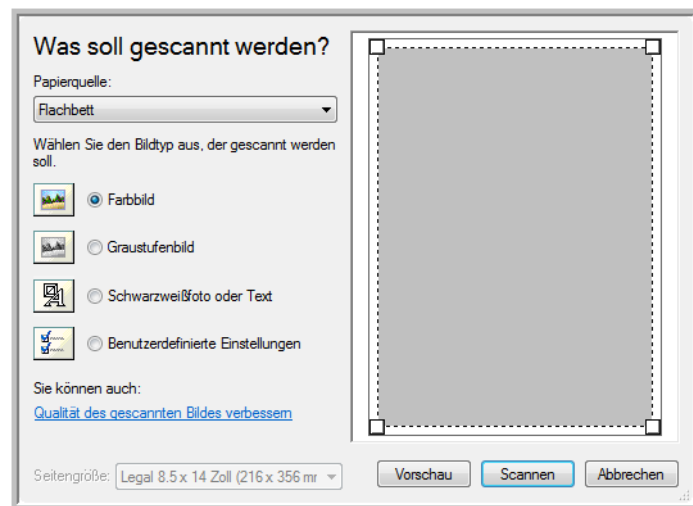 Was soll gescannt werden?
Papierquelle:
Flachbett
Wählen Sie den Bildtyp aus, der gescannt werden
soll.
Farbbild
Graustufenbild
Schwarzweißfoto oder Text
Benutzerdefinierte Einstellungen
Sie können auch:
Qualität des gescannten Bildes verbessern
Seitengröße: Legal 8.5 x 14 Zoll (216 x 356 mr
Vorschau Scannen Abbrechen